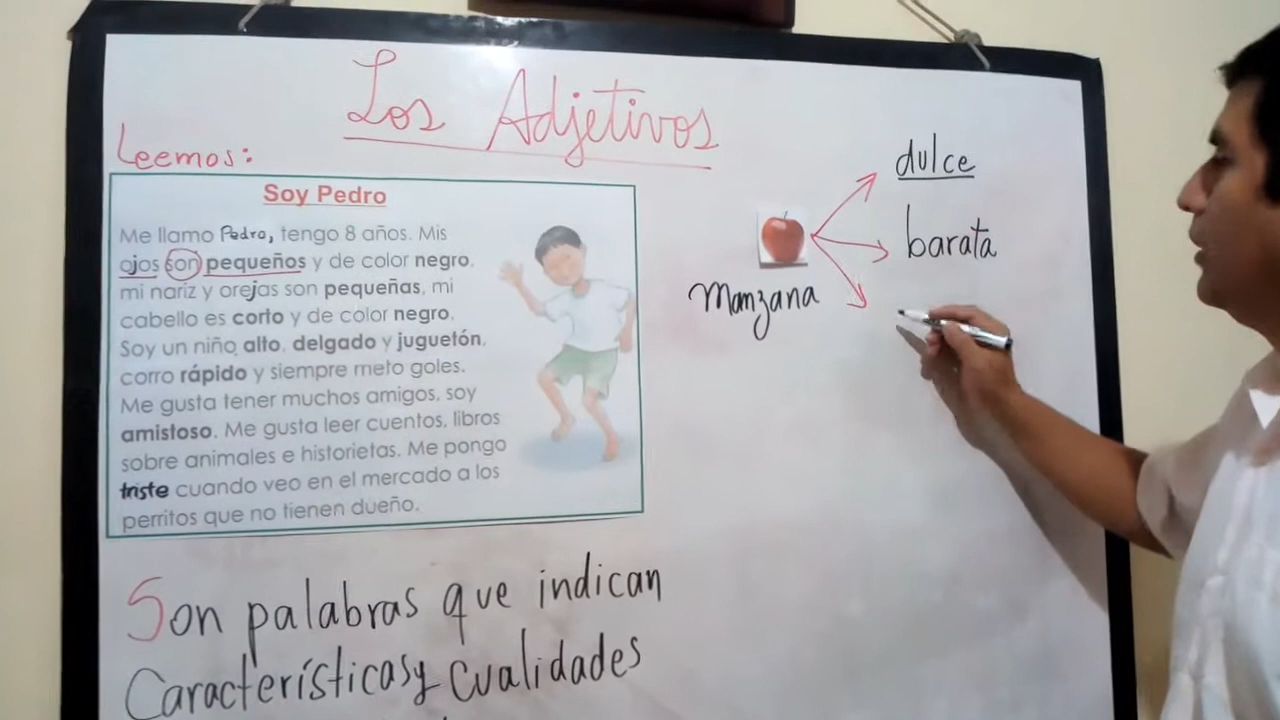 Los Adjetivos
Leemos:
Soy Pedro
Me llamo Pedro, tengo 8 años. Mis
ojos son pequeños y de color negro,
mi nariz y orejas son pequeñas, mi
cabello es corto y de color negro.
Soy un niño alto, delgado y juguetón,
corro rápido y siempre meto goles.
Me gusta tener muchos amigos, soy
amistoso. Me gusta leer cuentos, libros
sobre animales e historietas. Me pongo
triste cuando veo en el mercado a los
perritos que no tienen dueño.
Son palabras que indican
Características y cualidades
dulce
barata
Manzana